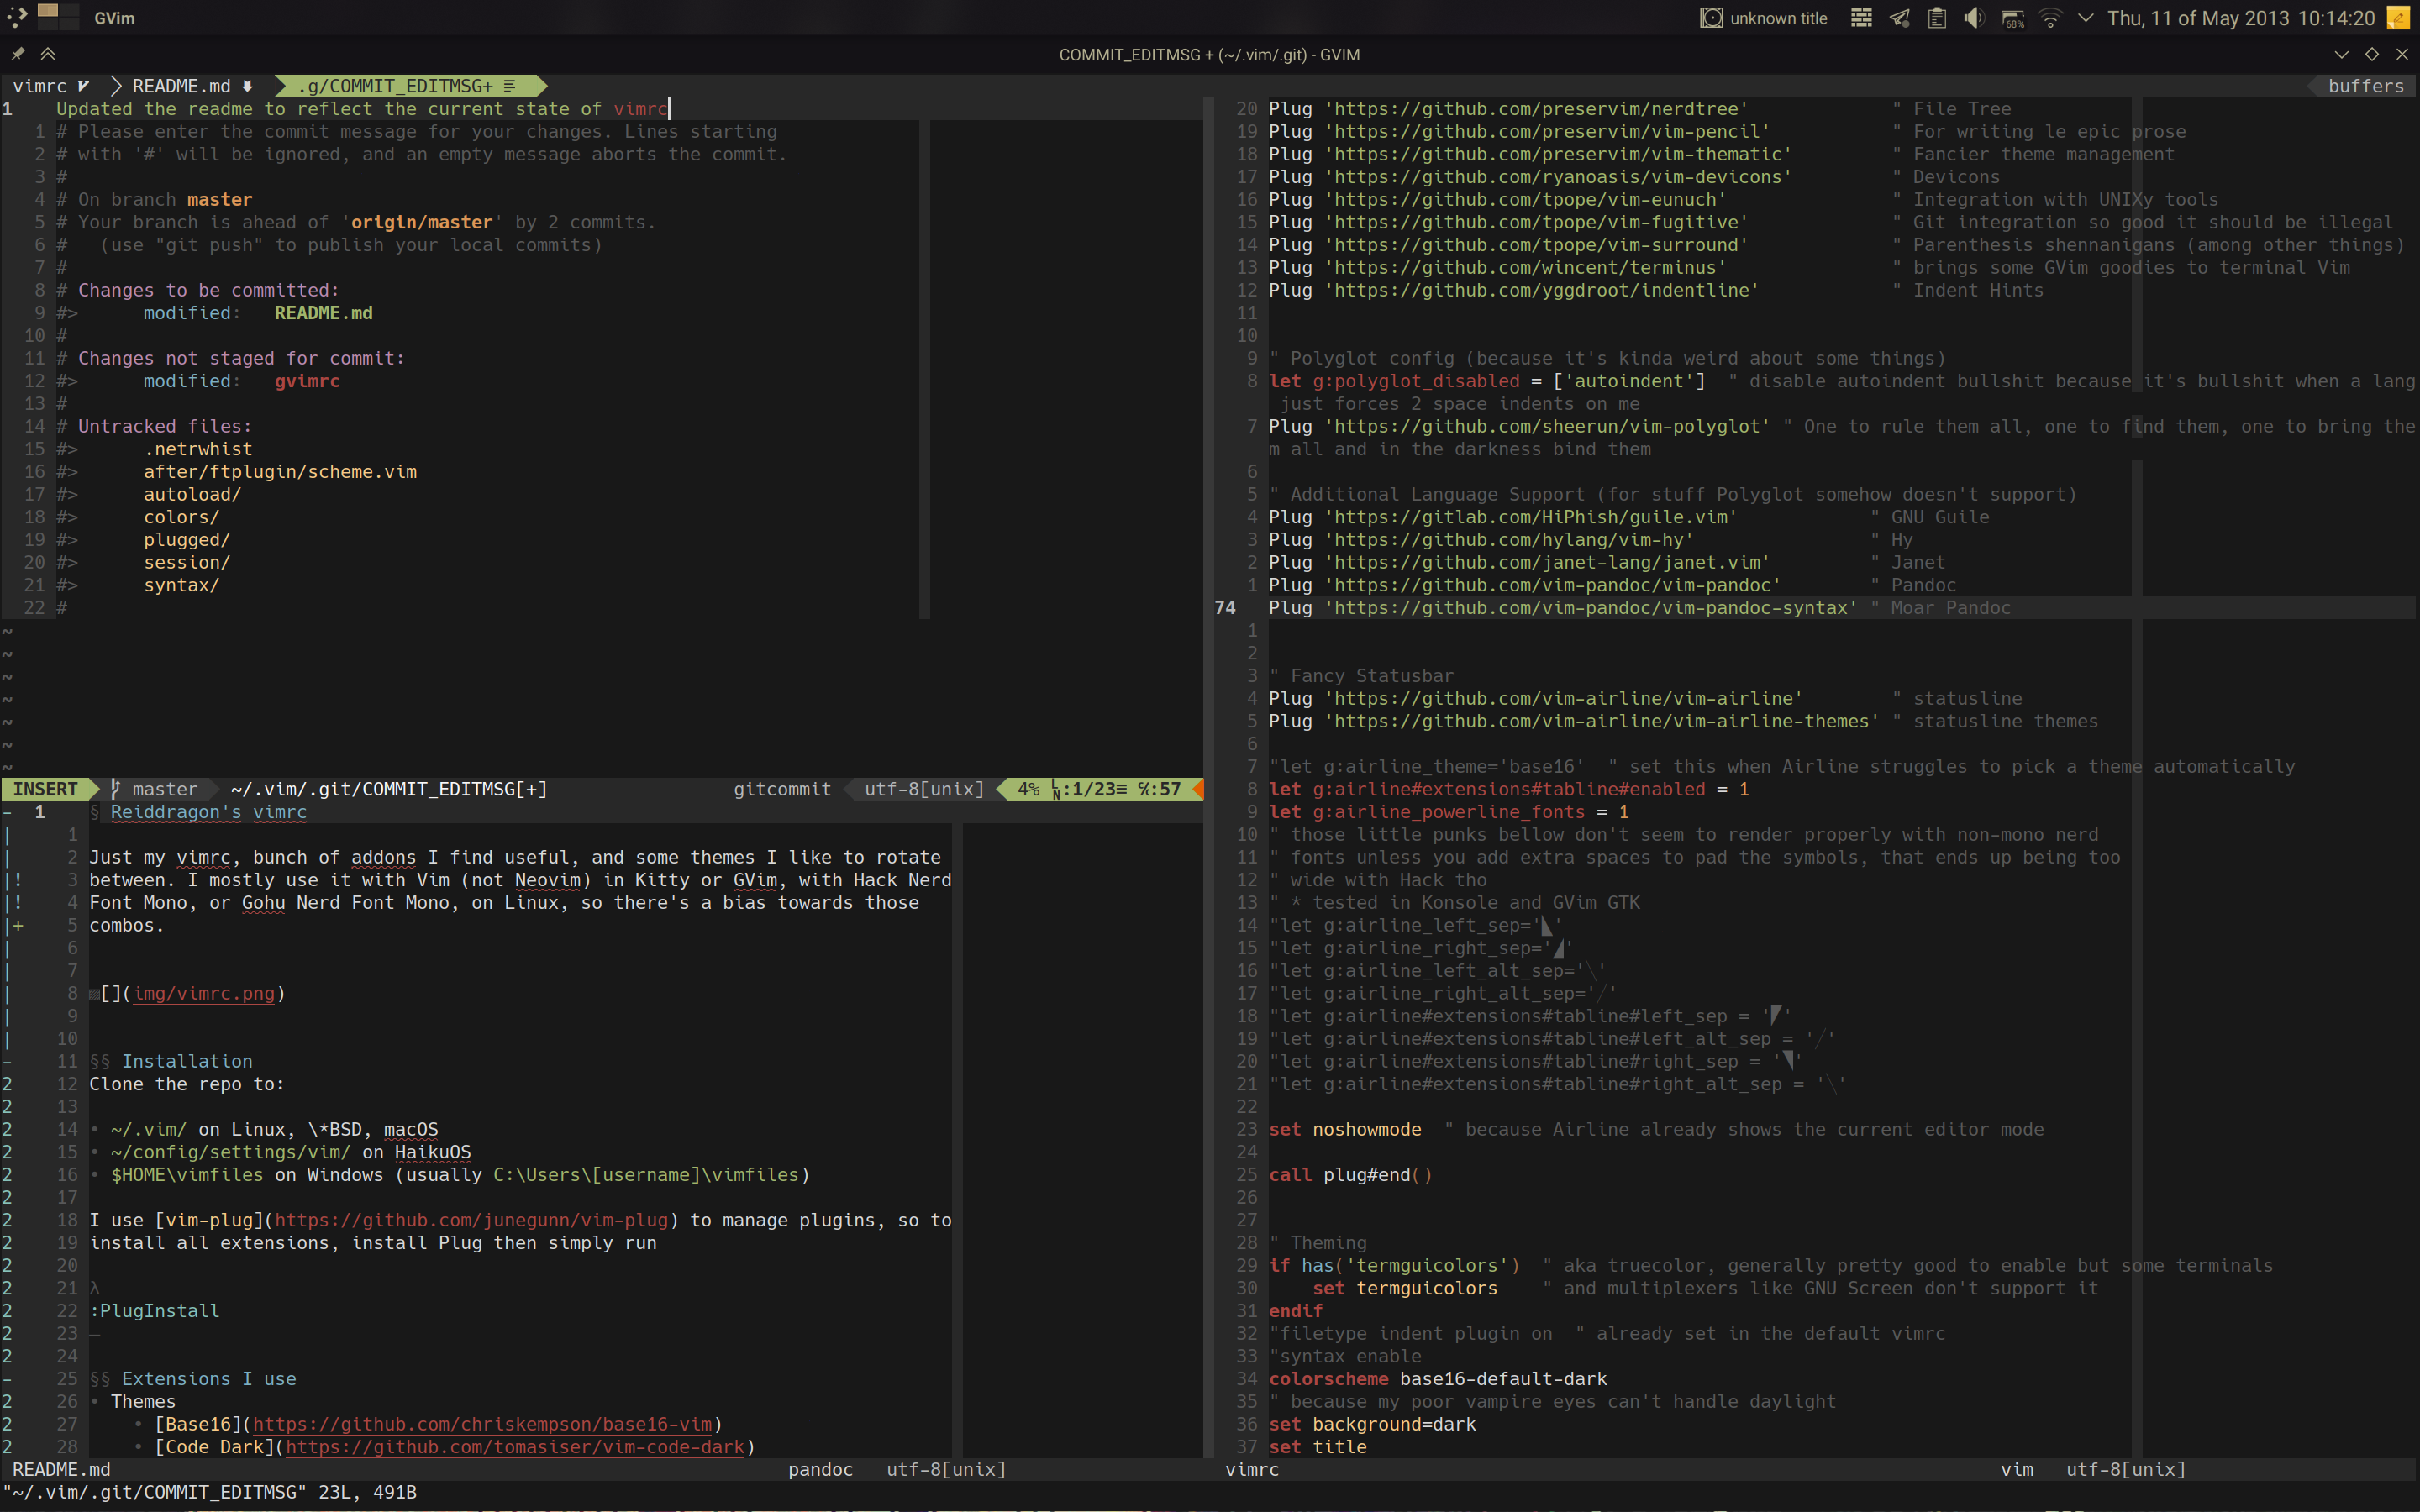 GVim
unknown title
68%
Thu, 11 of May 2013 10:14:20
COMMIT_EDITMSG + (~/.vim/.git) - GVIM
vimrc
README.md
.g/COMMIT_EDITMSG+
buffers
1 Updated the readme to reflect the current state of vimrc
1 # Please enter the commit message for your changes. Lines starting
2 # with '#' will be ignored, and an empty message aborts the commit.
3 #
4 # On branch master
5 # Your branch is ahead of 'origin/master' by 2 commits.
6 #   (use "git push" to publish your local commits)
7 #
8 # Changes to be committed:
9 #>      modified:   README.md
10 #
11 # Changes not staged for commit:
12 #>      modified:   gvimrc
13 #
14 # Untracked files:
15 #>      .netrwhist
16 #>      after/ftplugin/scheme.vim
17 #>      autoload/
18 #>      colors/
19 #>      plugged/
20 #>      session/
21 #>      syntax/
22 #
~
~
~
~
~
~
~
INSERT master ~/.vim/.git/COMMIT_EDITMSG[+] gitcommit utf-8[unix] 4% LN:1/23≡ ℅:57
- 1 § Reiddragon's vimrc
| 1
| 2 Just my vimrc, bunch of addons I find useful, and some themes I like to rotate
|! 3 between. I mostly use it with Vim (not Neovim) in Kitty or GVim, with Hack Nerd
|! 4 Font Mono, or Gohu Nerd Font Mono, on Linux, so there's a bias towards those
|+ 5 combos.
| 6
| 7
| 8 ▨[](img/vimrc.png)
| 9
| 10
- 11 §§ Installation
2 12 Clone the repo to:
2 13
2 14 • ~/.vim/ on Linux, \*BSD, macOS
2 15 • ~/config/settings/vim/ on HaikuOS
2 16 • $HOME\vimfiles on Windows (usually C:\Users\[username]\vimfiles)
2 17
2 18 I use [vim-plug](https://github.com/junegunn/vim-plug) to manage plugins, so to
2 19 install all extensions, install Plug then simply run
2 20
2 21 λ
2 22 :PlugInstall
2 23 —
2 24
- 25 §§ Extensions I use
2 26 • Themes
2 27     • [Base16](https://github.com/chriskempson/base16-vim)
2 28     • [Code Dark](https://github.com/tomasiser/vim-code-dark)
README.md pandoc utf-8[unix]
"~/.vim/.git/COMMIT_EDITMSG" 23L, 491B
20 Plug 'https://github.com/preservim/nerdtree' " File Tree
19 Plug 'https://github.com/preservim/vim-pencil' " For writing le epic prose
18 Plug 'https://github.com/preservim/vim-thematic' " Fancier theme management
17 Plug 'https://github.com/ryanoasis/vim-devicons' " Devicons
16 Plug 'https://github.com/tpope/vim-eunuch' " Integration with UNIXy tools
15 Plug 'https://github.com/tpope/vim-fugitive' " Git integration so good it should be illegal
14 Plug 'https://github.com/tpope/vim-surround' " Parenthesis shennanigans (among other things)
13 Plug 'https://github.com/wincent/terminus' " brings some GVim goodies to terminal Vim
12 Plug 'https://github.com/yggdroot/indentline' " Indent Hints
11
10
9 " Polyglot config (because it's kinda weird about some things)
8 let g:polyglot_disabled = ['autoindent']  " disable autoindent bullshit because it's bullshit when a lang
just forces 2 space indents on me
7 Plug 'https://github.com/sheerun/vim-polyglot' " One to rule them all, one to find them, one to bring the
m all and in the darkness bind them
6
5 " Additional Language Support (for stuff Polyglot somehow doesn't support)
4 Plug 'https://gitlab.com/HiPhish/guile.vim' " GNU Guile
3 Plug 'https://github.com/hylang/vim-hy' " Hy
2 Plug 'https://github.com/janet-lang/janet.vim' " Janet
1 Plug 'https://github.com/vim-pandoc/vim-pandoc' " Pandoc
74 Plug 'https://github.com/vim-pandoc/vim-pandoc-syntax' " Moar Pandoc
1
2
3 " Fancy Statusbar
4 Plug 'https://github.com/vim-airline/vim-airline' " statusline
5 Plug 'https://github.com/vim-airline/vim-airline-themes' " statusline themes
6
7 "let g:airline_theme='base16'  " set this when Airline struggles to pick a theme automatically
8 let g:airline#extensions#tabline#enabled = 1
9 let g:airline_powerline_fonts = 1
10 " those little punks bellow don't seem to render properly with non-mono nerd
11 " fonts unless you add extra spaces to pad the symbols, that ends up being too
12 " wide with Hack tho
13 " * tested in Konsole and GVim GTK
14 "let g:airline_left_sep='◣'
15 "let g:airline_right_sep='◢'
16 "let g:airline_left_alt_sep='╲'
17 "let g:airline_right_alt_sep='╱'
18 "let g:airline#extensions#tabline#left_sep = '◤'
19 "let g:airline#extensions#tabline#left_alt_sep = '╱'
20 "let g:airline#extensions#tabline#right_sep = '◥'
21 "let g:airline#extensions#tabline#right_alt_sep = '╲'
22
23 set noshowmode  " because Airline already shows the current editor mode
24
25 call plug#end()
26
27
28 " Theming
29 if has('termguicolors')  " aka truecolor, generally pretty good to enable but some terminals
30     set termguicolors    " and multplexers like GNU Screen don't support it
31 endif
32 "filetype indent plugin on  " already set in the default vimrc
33 "syntax enable
34 colorscheme base16-default-dark
35 " because my poor vampire eyes can't handle daylight
36 set background=dark
37 set title
vimrc vim utf-8[unix]